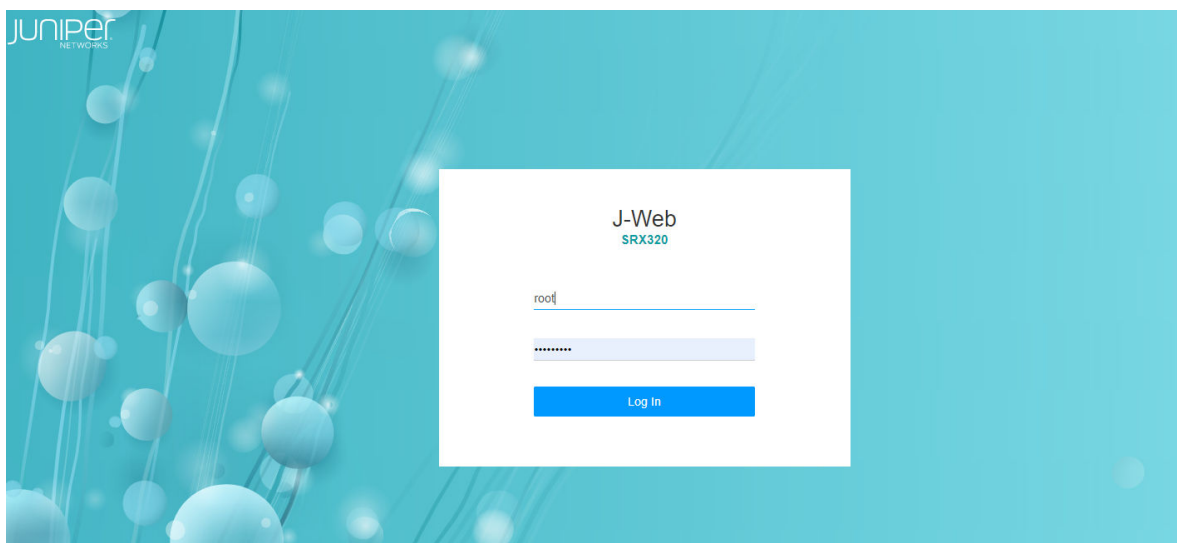 JUNIPER
NETWORKS
J-Web
SRX320
root
•••••••••
Log In